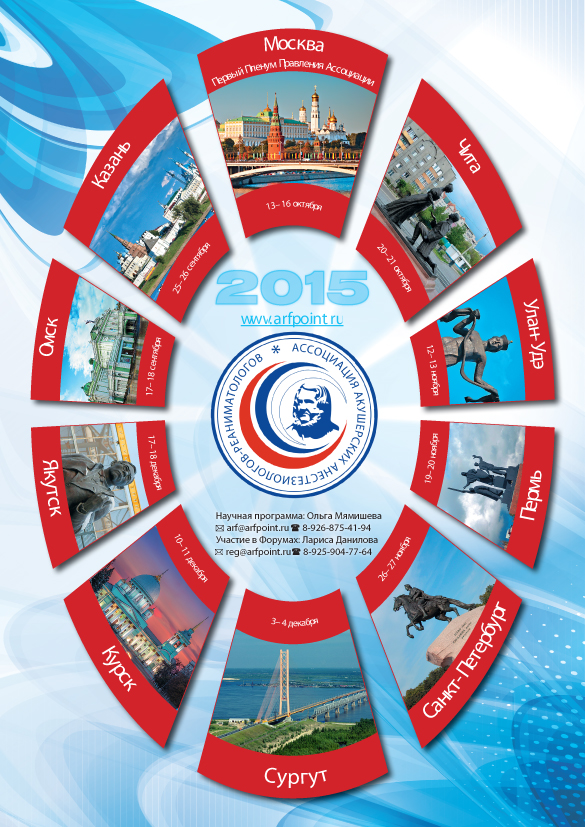 Москва
Первый Пленум Правления Ассоциации
13–16 октября
Чита
20–21 октября
Улан-Удэ
12–13 ноября
Пермь
19–20 ноября
Санкт-Петербург
26–27 ноября
Сургут
3–4 декабря
Курск
10–11 декабря
Якутск
17–18 декабря
Омск
17–18 сентября
Казань
25–26 сентября
2015
www.arfpoint.ru
АССОЦИАЦИЯ АКУШЕРСКИХ АНЕСТЕЗИОЛОГОВ-РЕАНИМАТОЛОГОВ *
Научная программа: Ольга Мямишева
✉ arf@arfpoint.ru ☎ 8-926-875-41-94
Участие в Форумах: Лариса Данилова
✉ reg@arfpoint.ru ☎ 8-925-904-77-64